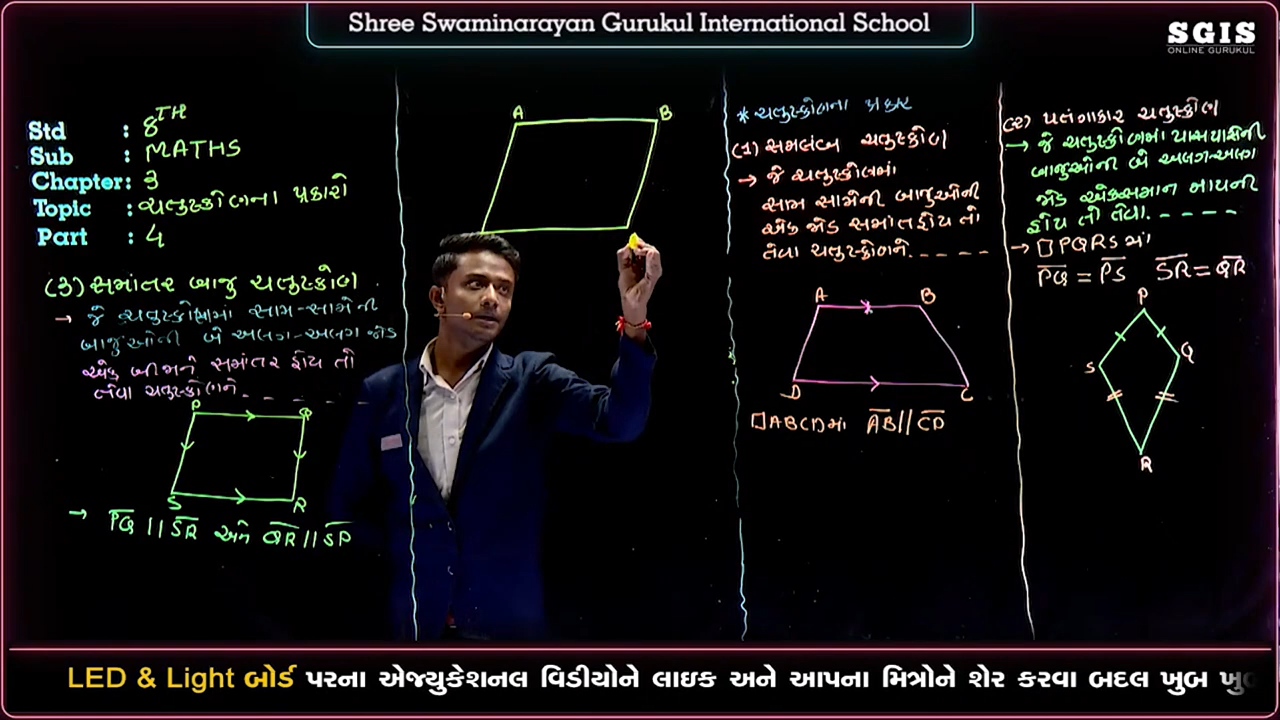 Shree Swaminarayan Gurukul International School
SGIS
ONLINE GURUKUL
Std : 8TH
Sub : MATHS
Chapter: 3
Topic : ચતુષ્કોણના પ્રકારો
Part : 4
(૩) સમાંતર બાજુ ચતુષ્કોણ
→ જે ચતુષ્કોણમાં સામ-સામેની
બાજુઓની બે અલગ-અલગ જોડ
એક બીજાને સમાંતર હોય તો
તેવા ચતુષ્કોણને - - - - - - -
P Q
S R
→ PQ || SR અને QR || SP
A B
* ચતુષ્કોણના પ્રકાર
(૧) સમલંબ ચતુષ્કોણ
→ જે ચતુષ્કોણમાં
સામ સામેની બાજુઓની
એક જોડ સમાંતર હોય તો
તેવા ચતુષ્કોણને - - - - -
A B
D C
□ABCDમાં AB || CD
(૨) પતંગાકાર ચતુષ્કોણ
→ જે ચતુષ્કોણમાં પાસપાસેની
બાજુઓની બે અલગ-અલગ
જોડ એકસમાન માપની
હોય તો તેવા - - - - -
→ □PQRS માં
PQ = PS SR = QR
P
S Q
R
LED & Light બોર્ડ પરના એજ્યુકેશનલ વિડીયોને લાઇક અને આપના મિત્રોને શેર કરવા બદલ ખુબ ખુબ